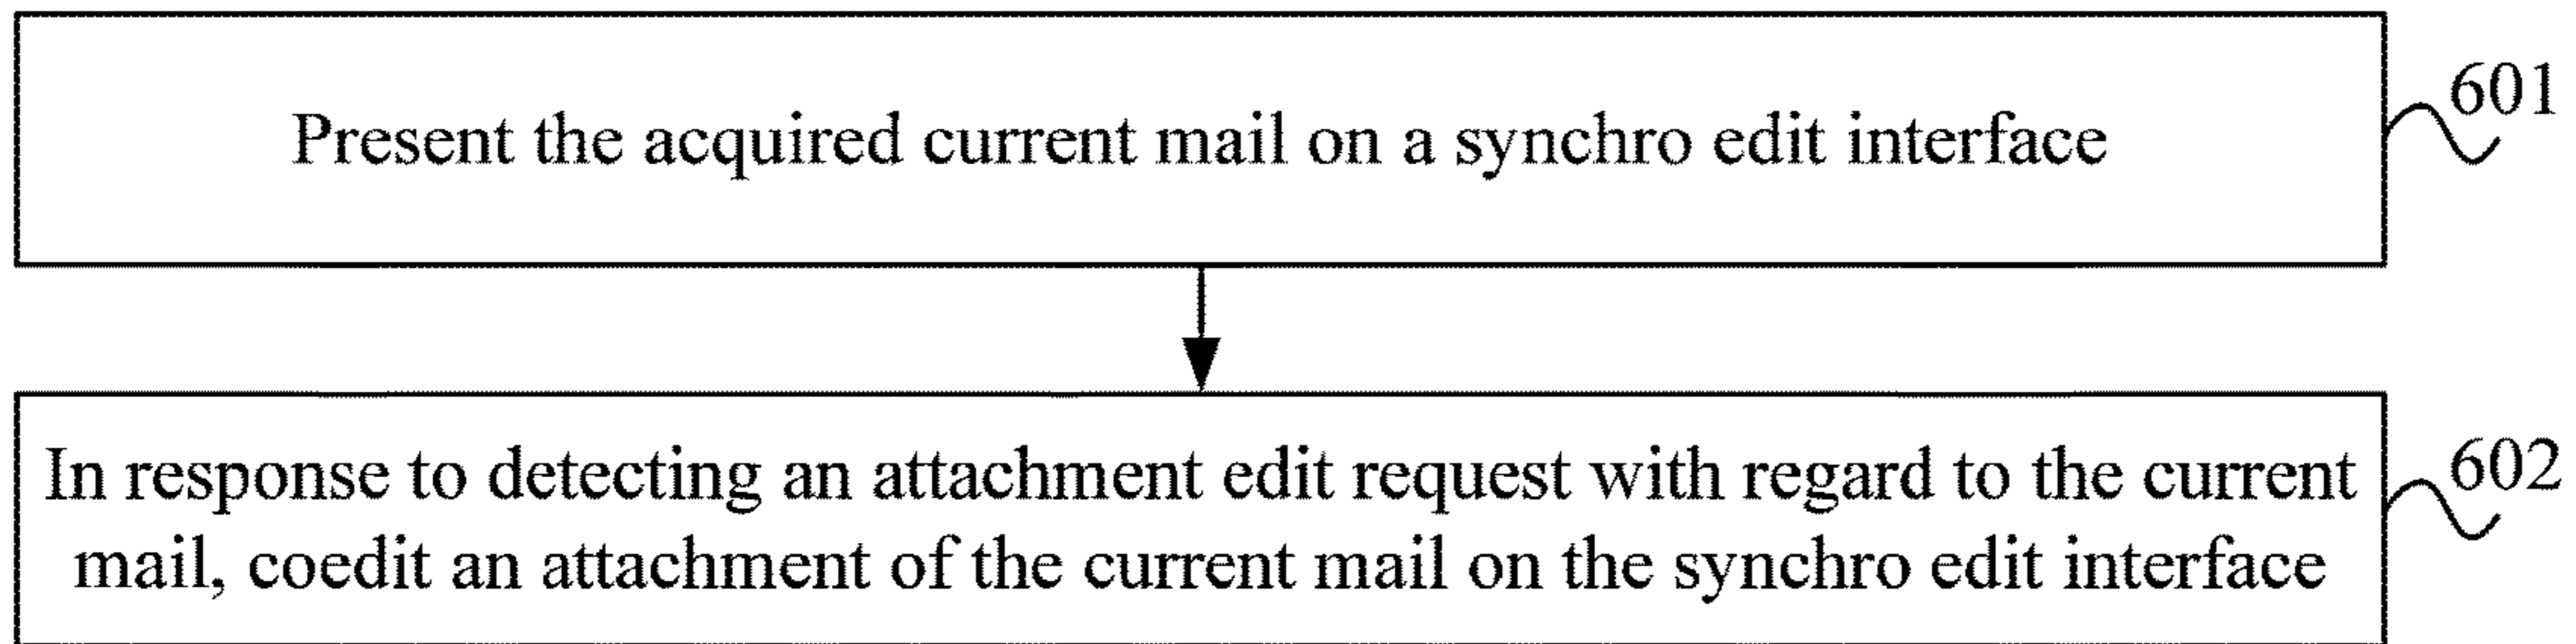 Present the acquired current mail on a synchro edit interface
601
In response to detecting an attachment edit request with regard to the current
mail, coedit an attachment of the current mail on the synchro edit interface
602